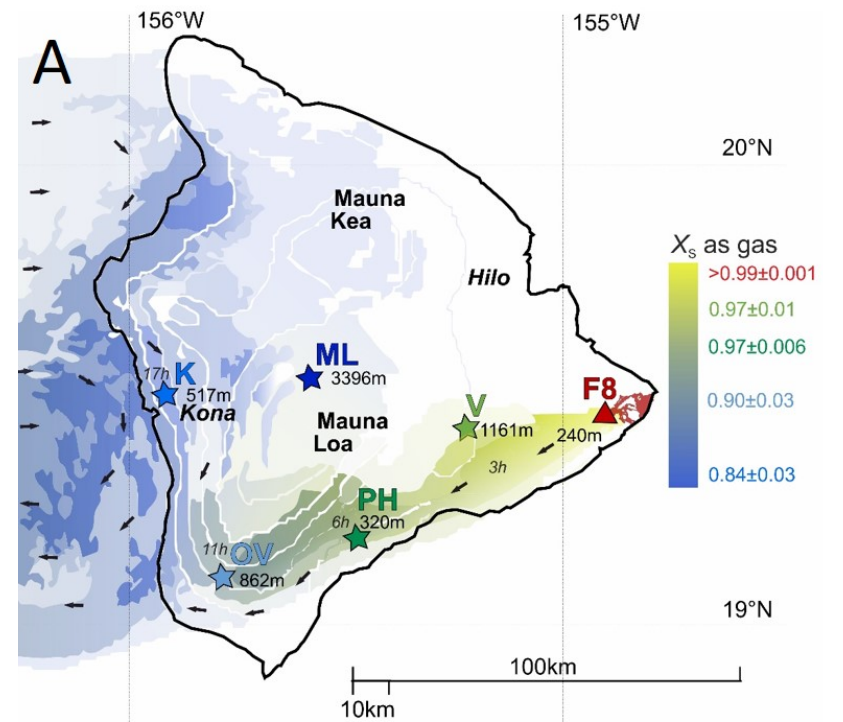 A
156°W
155°W
20°N
Mauna
Kea
Hilo
Xs as gas
>0.99±0.001
0.97±0.01
0.97±0.006
0.90±0.03
0.84±0.03
17h
K
517m
Kona
ML
3396m
Mauna
Loa
V
1161m
F8
240m
3h
PH
6h
320m
11h
OV
862m
19°N
100km
10km